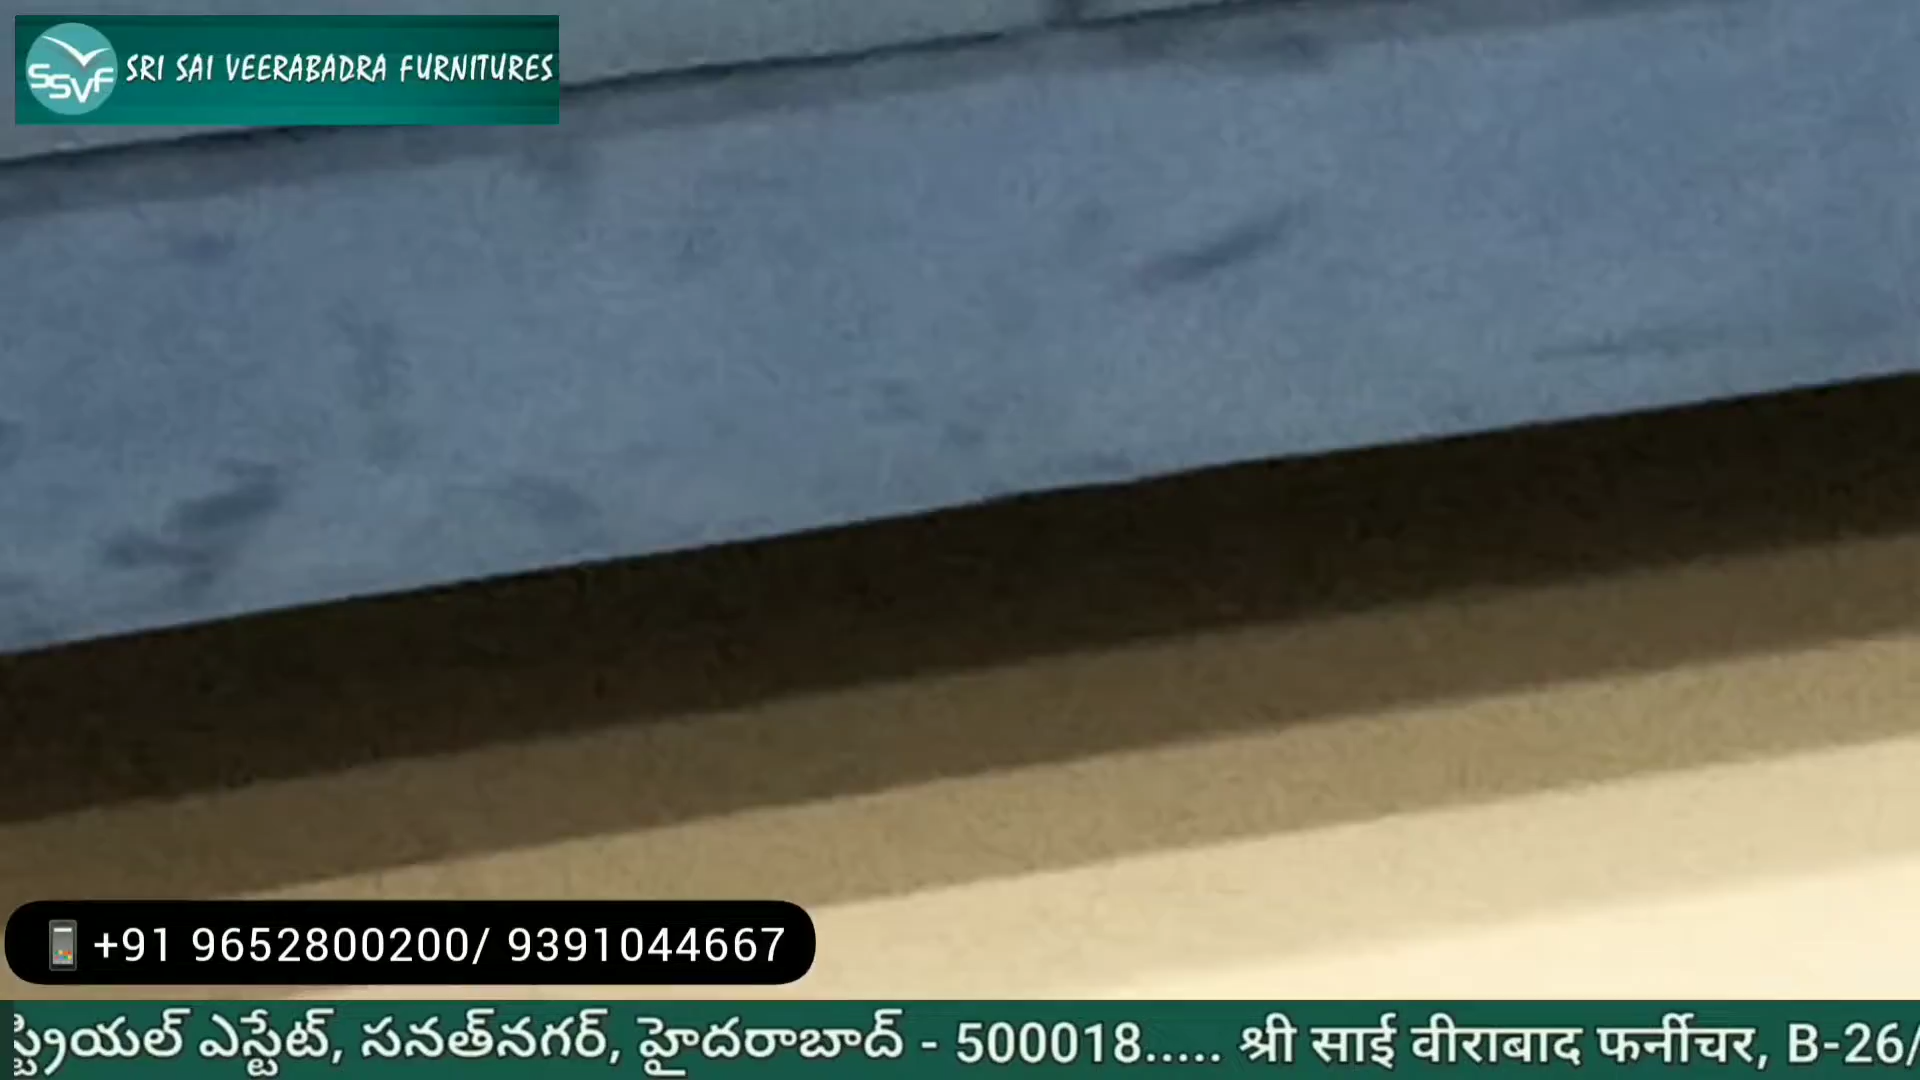 SSVF
SRI SAI VEERABADRA FURNITURES
+91 9652800200/ 9391044667
స్ట్రియల్ ఎస్టేట్, సనత్‌నగర్, హైదరాబాద్ - 500018..... श्री साई वीराबाद फर्नीचर, B-26/